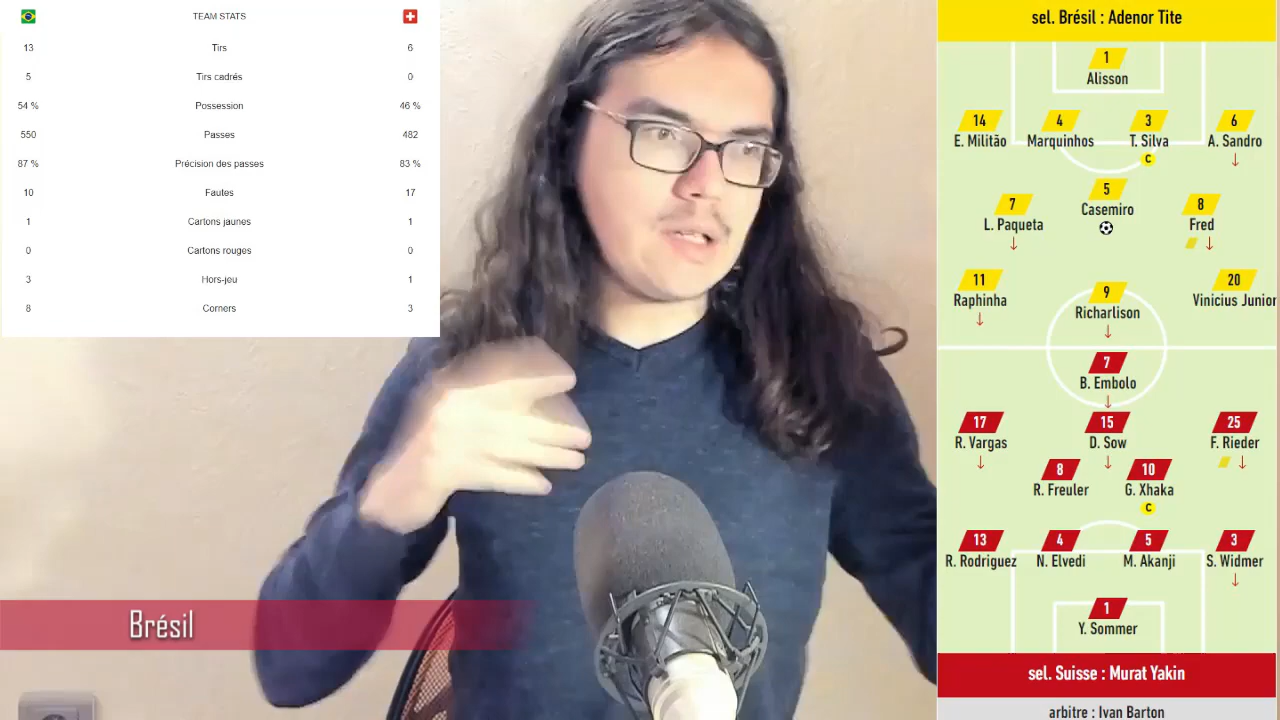 TEAM STATS
13 Tirs 6
5 Tirs cadrés 0
54 % Possession 46 %
550 Passes 482
87 % Précision des passes 83 %
10 Fautes 17
1 Cartons jaunes 1
0 Cartons rouges 0
3 Hors-jeu 1
8 Corners 3
Brésil
sel. Brésil : Adenor Tite
1
Alisson
14 4 3 6
E. Militão Marquinhos T. Silva A. Sandro
C
5
Casemiro
7 8
L. Paqueta Fred
11 9 20
Raphinha Richarlison Vinicius Junior
7
B. Embolo
17 15 25
R. Vargas D. Sow F. Rieder
8 10
R. Freuler G. Xhaka
C
13 4 5 3
R. Rodriguez N. Elvedi M. Akanji S. Widmer
1
Y. Sommer
sel. Suisse : Murat Yakin
arbitre : Ivan Barton